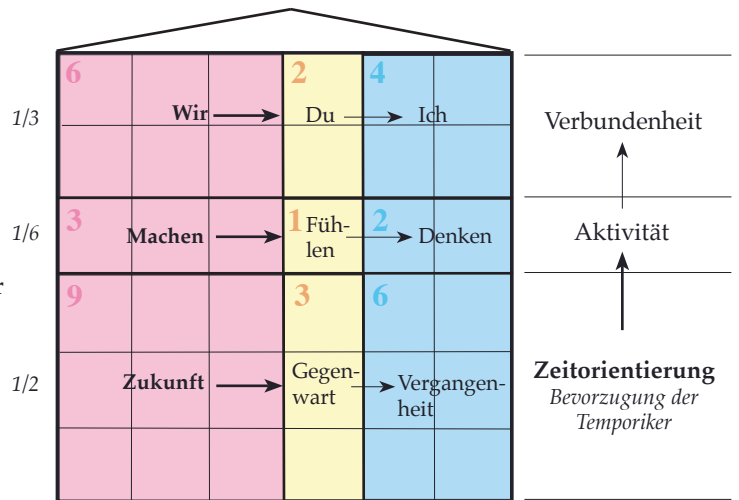 6 2 4
1/3 Wir Du Ich Verbundenheit
3 1 2
1/6 Machen Füh-
len Denken Aktivität
r
9 3 6
1/2 Zukunft Gegen-
wart Vergangen-
heit
Zeitorientierung
Bevorzugung der
Temporiker